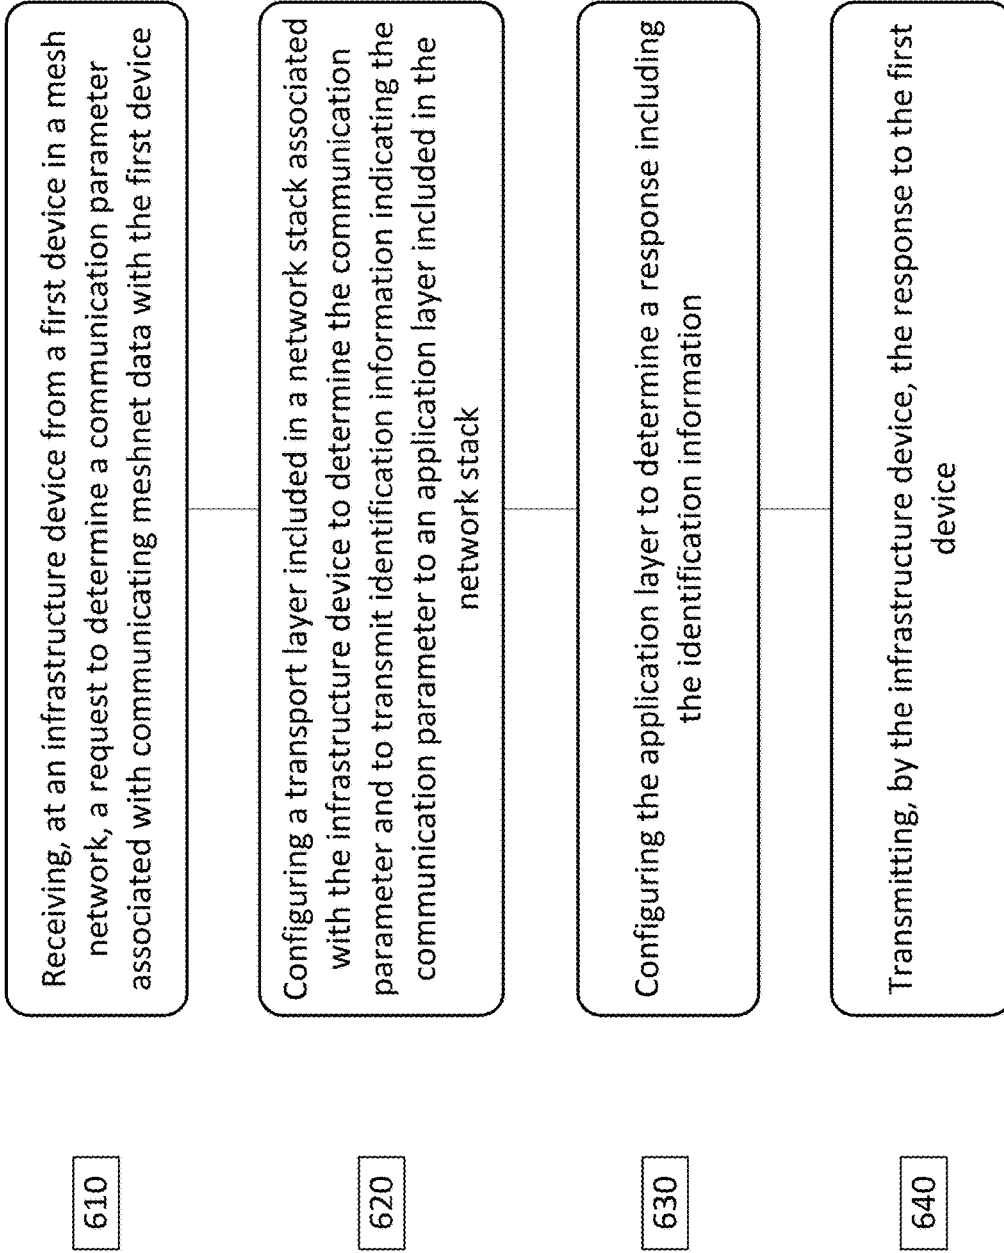 610
Receiving, at an infrastructure device from a first device in a mesh
network, a request to determine a communication parameter
associated with communicating meshnet data with the first device
620
Configuring a transport layer included in a network stack associated
with the infrastructure device to determine the communication
parameter and to transmit identification information indicating the
communication parameter to an application layer included in the
network stack
630
Configuring the application layer to determine a response including
the identification information
640
Transmitting, by the infrastructure device, the response to the first
device